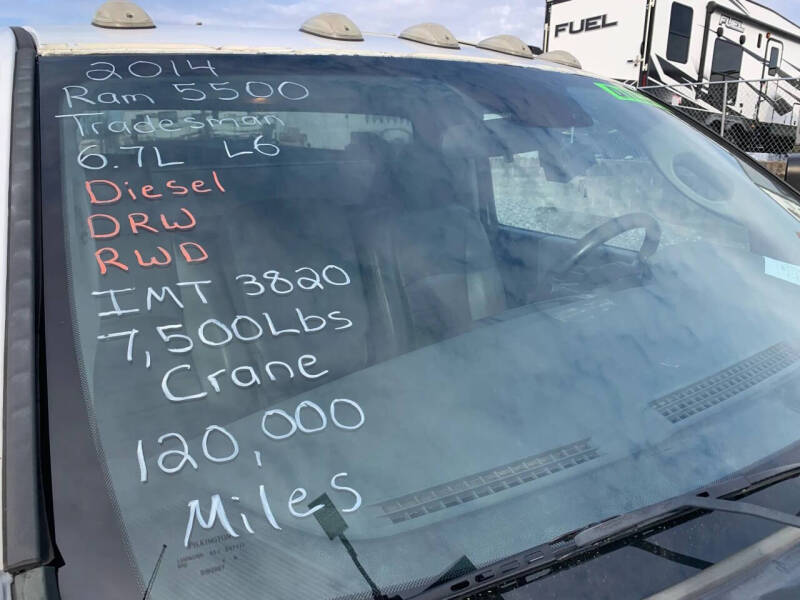 FUEL
2014
Ram 5500
Tradesman
6.7L L6
Diesel
DRW
RWD
IMT 3820
7,500Lbs
Crane
120,000
Miles
PILKINGTON